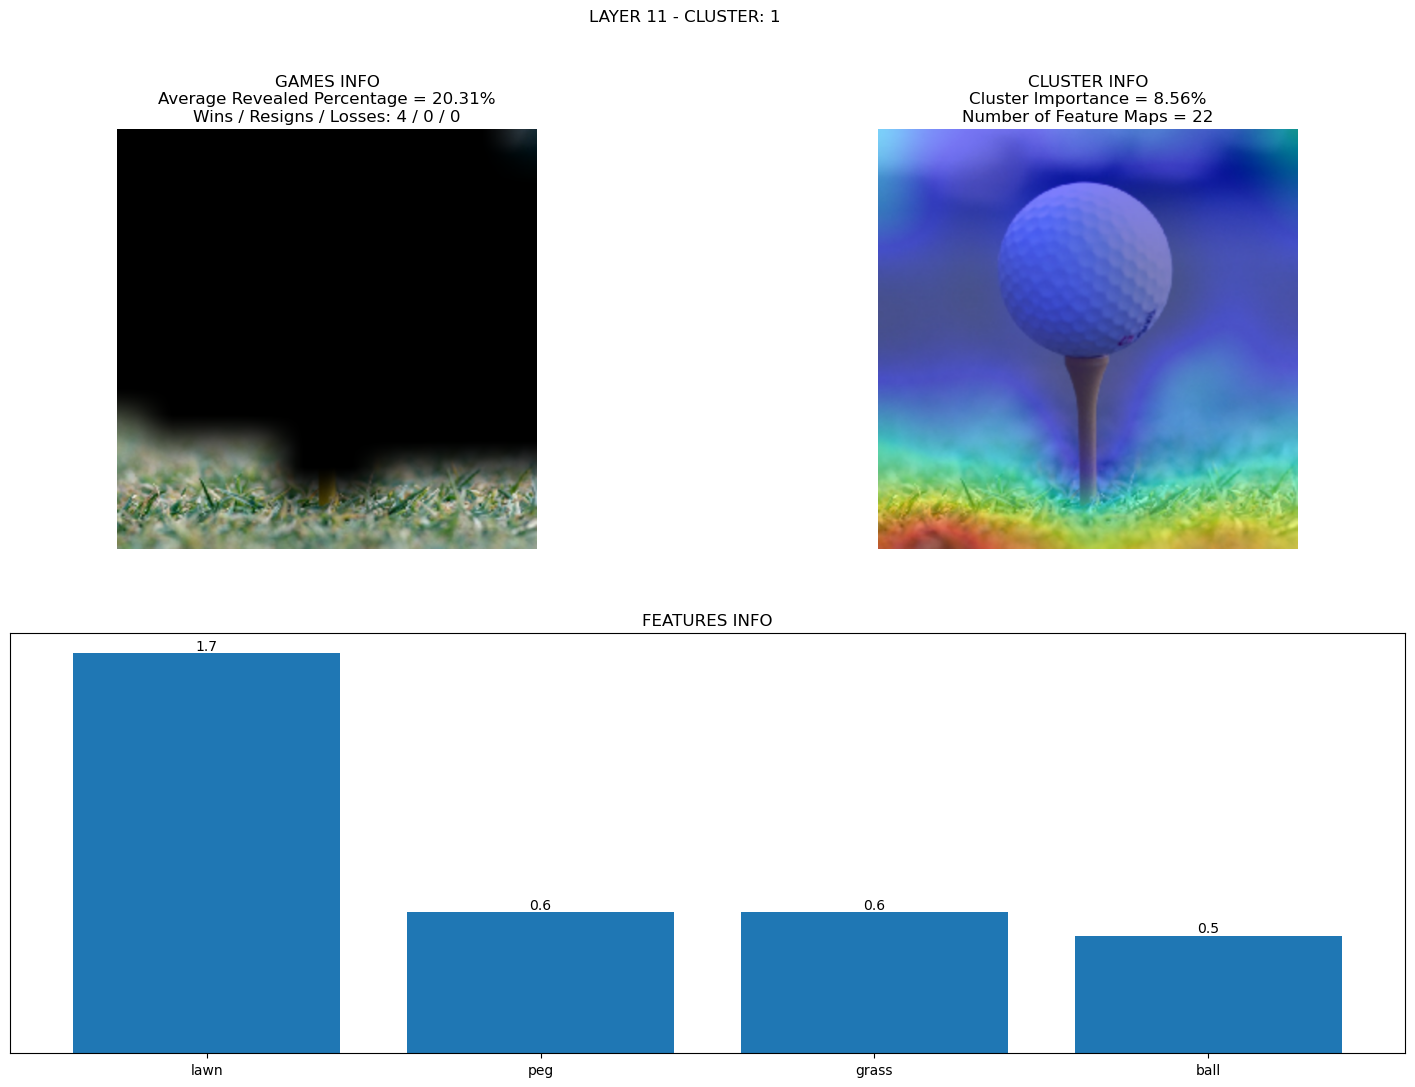 LAYER 11 - CLUSTER: 1
GAMES INFO
Average Revealed Percentage = 20.31%
Wins / Resigns / Losses: 4 / 0 / 0
CLUSTER INFO
Cluster Importance = 8.56%
Number of Feature Maps = 22
FEATURES INFO
1.7
0.6
0.6
0.5
lawn
peg
grass
ball